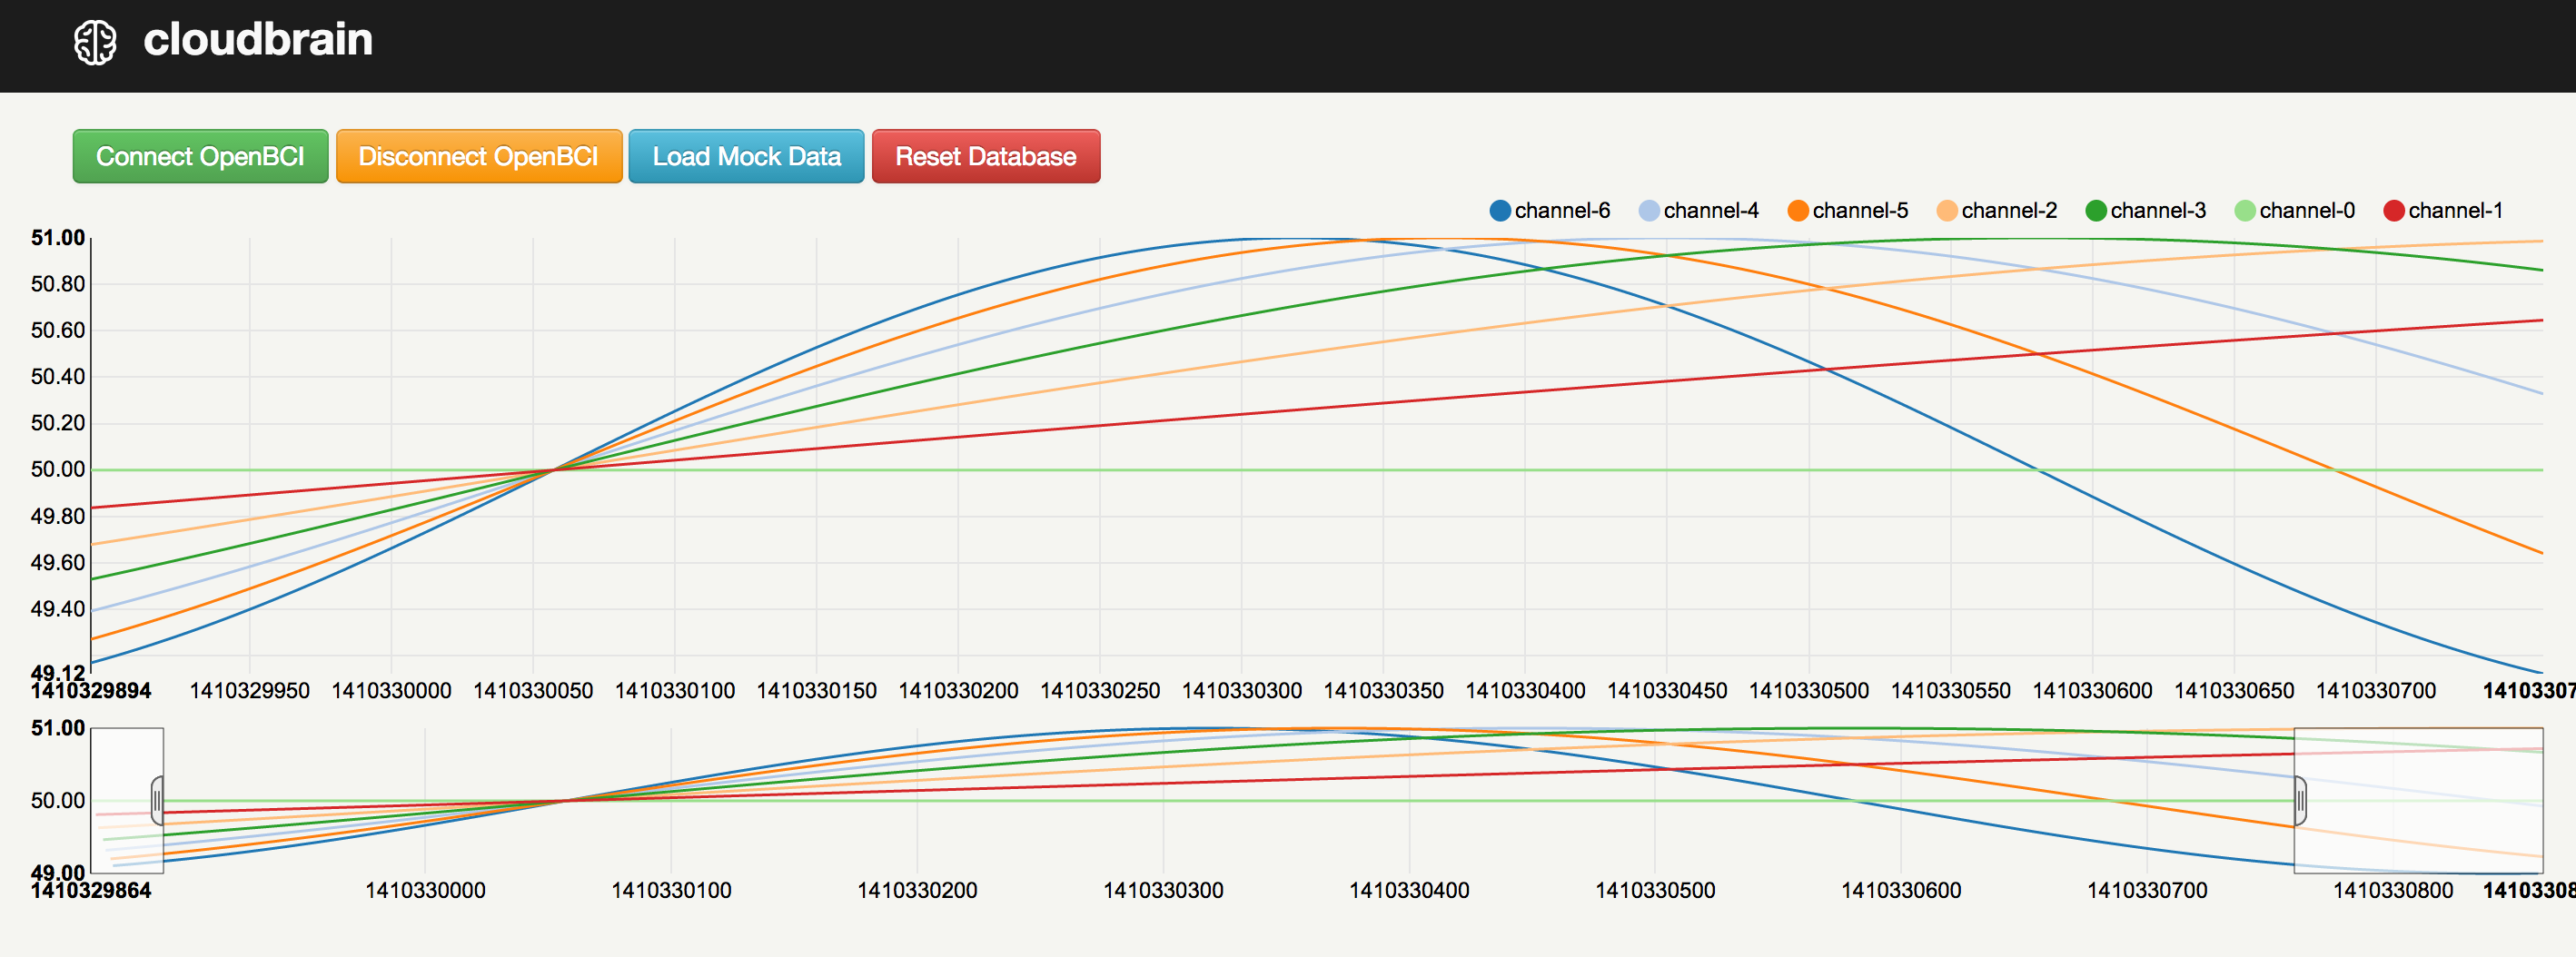 cloudbrain
Connect OpenBCI Disconnect OpenBCI Load Mock Data Reset Database
channel-6 channel-4 channel-5 channel-2 channel-3 channel-0 channel-1
51.00
50.80
50.60
50.40
50.20
50.00
49.80
49.60
49.40
49.12
1410329894 1410329950 1410330000 1410330050 1410330100 1410330150 1410330200 1410330250 1410330300 1410330350 1410330400 1410330450 1410330500 1410330550 1410330600 1410330650 1410330700 14103307
51.00
50.00
49.00
1410329864 1410330000 1410330100 1410330200 1410330300 1410330400 1410330500 1410330600 1410330700 1410330800 14103308